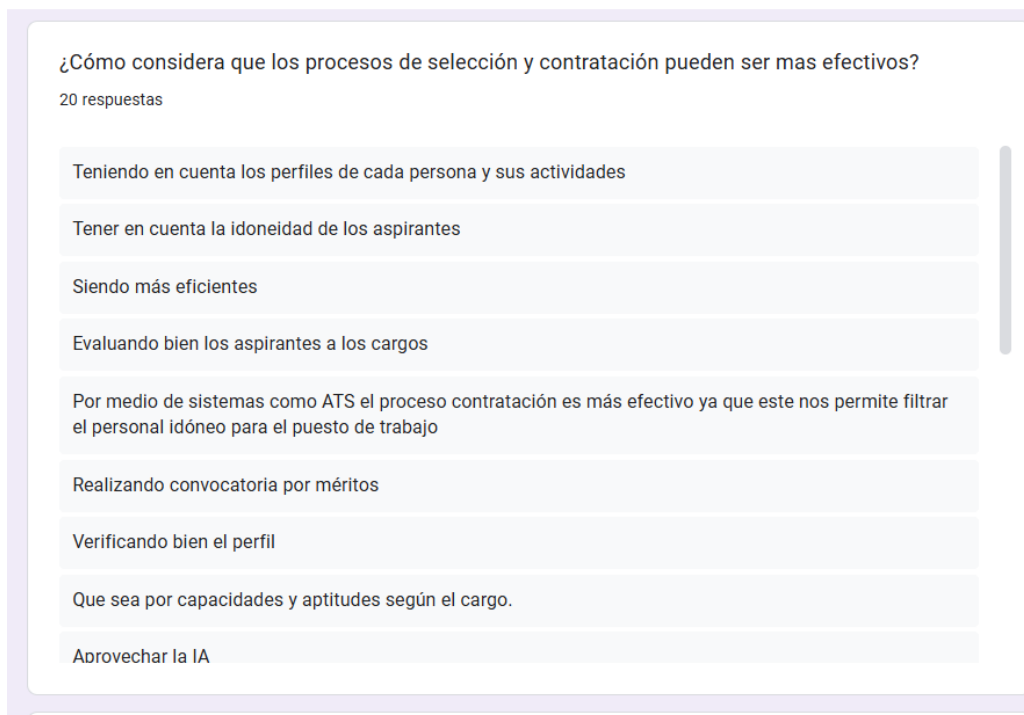 ¿Cómo considera que los procesos de selección y contratación pueden ser mas efectivos?
20 respuestas
Teniendo en cuenta los perfiles de cada persona y sus actividades
Tener en cuenta la idoneidad de los aspirantes
Siendo más eficientes
Evaluando bien los aspirantes a los cargos
Por medio de sistemas como ATS el proceso contratación es más efectivo ya que este nos permite filtrar
el personal idóneo para el puesto de trabajo
Realizando convocatoria por méritos
Verificando bien el perfil
Que sea por capacidades y aptitudes según el cargo.
Aprovechar la IA